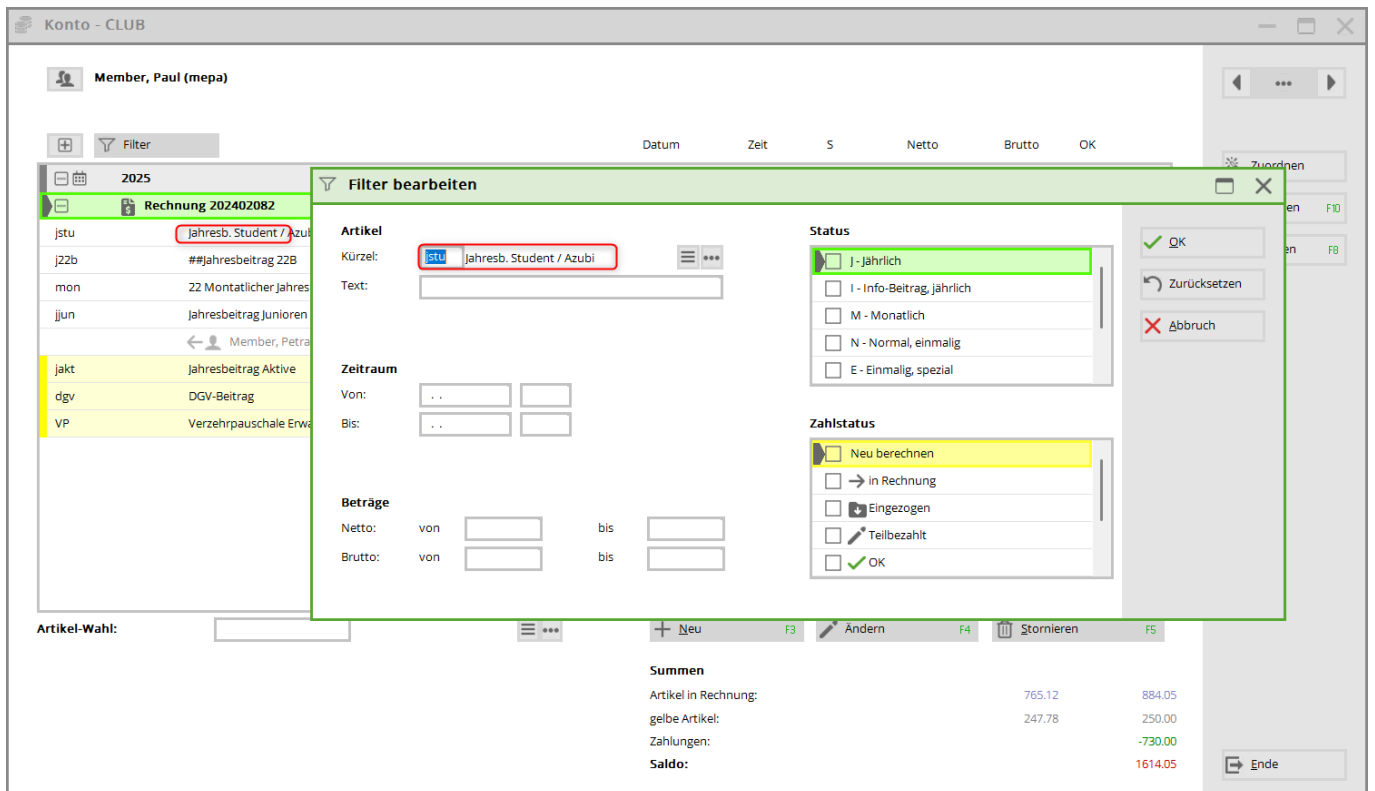 Konto - CLUB
Member, Paul (mepa)
Filter Datum Zeit S Netto Brutto OK
2025
Rechnung 202402082
jstu Jahresb. Student /
j22b ##Jahresbeitrag 22B
mon 22 Montatlicher Jahres
jjun Jahresbeitrag Junioren
Member, Petra
jakt Jahresbeitrag Aktive
dgv DGV-Beitrag
VP Verzehrpauschale
Filter bearbeiten
Artikel
Kürzel: jstu Jahresb. Student / Azubi
Text:
Zeitraum
Von: . .
Bis: . .
Beträge
Netto: von bis
Brutto: von bis
Status
J - Jährlich
I - Info-Beitrag, jährlich
M - Monatlich
N - Normal, einmalig
E - Einmalig, spezial
Zahlstatus
Neu berechnen
in Rechnung
Eingezogen
Teilbezahlt
OK
OK
Zurücksetzen
Abbruch
Zuordnen
en F10
en F8
Artikel-Wahl: Neu F3 Ändern F4 Stornieren F5
Summen
Artikel in Rechnung: 765.12 884.05
gelbe Artikel: 247.78 250.00
Zahlungen: -730.00
Saldo: 1614.05
Ende